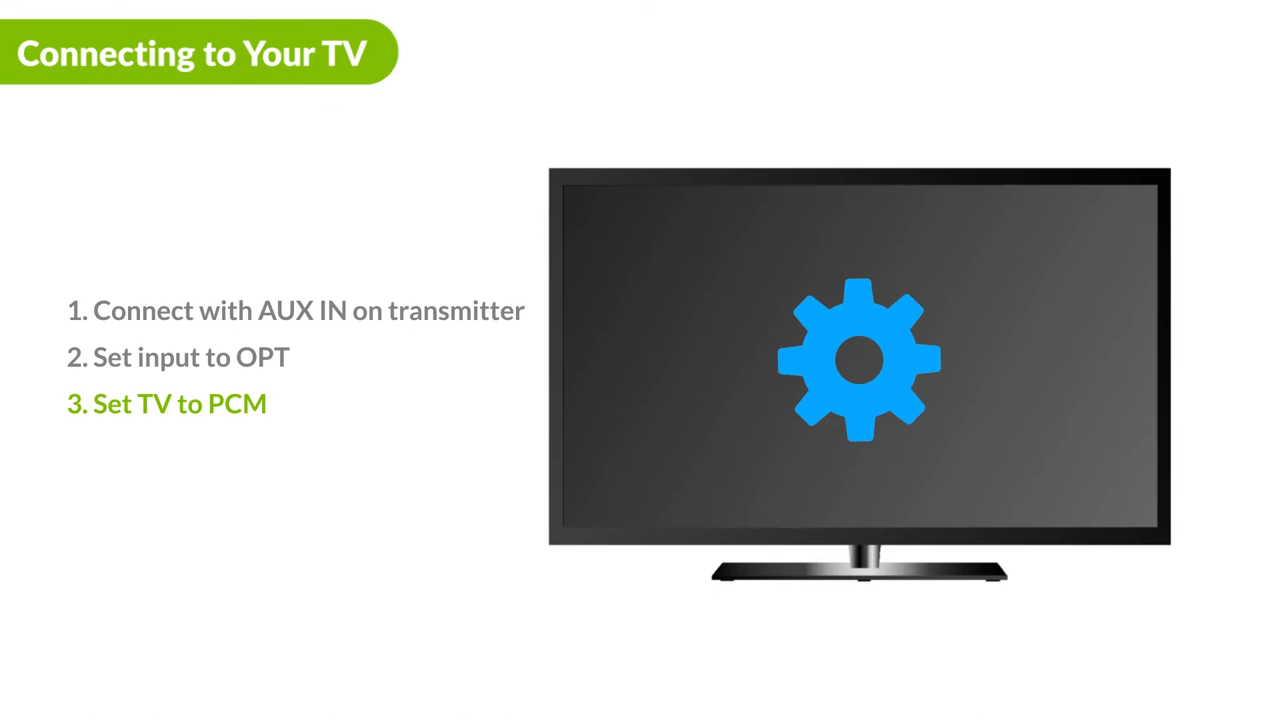 Connecting to Your TV
1. Connect with AUX IN on transmitter
2. Set input to OPT
3. Set TV to PCM